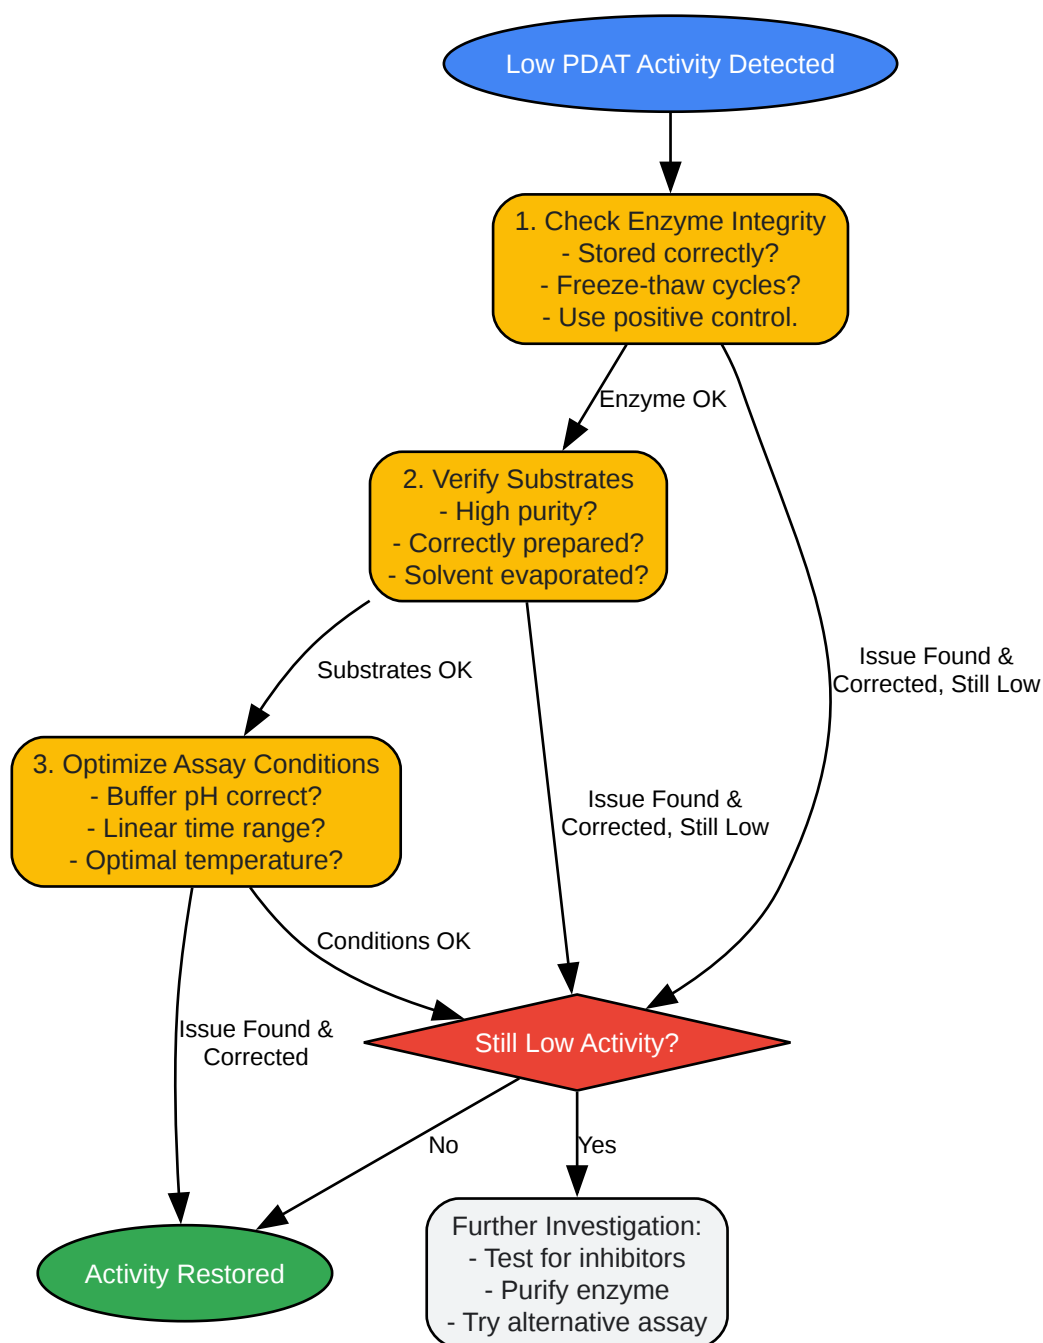 Low PDAT Activity Detected
1. Check Enzyme Integrity
- Stored correctly?
- Freeze-thaw cycles?
- Use positive control.
Enzyme OK
2. Verify Substrates
- High purity?
- Correctly prepared?
- Solvent evaporated?
Issue Found &
Corrected, Still Low
Substrates OK
3. Optimize Assay Conditions
- Buffer pH correct?
- Linear time range?
- Optimal temperature?
Issue Found &
Corrected, Still Low
Conditions OK
Issue Found &
Corrected
Still Low Activity?
No
Yes
Activity Restored
Further Investigation:
- Test for inhibitors
- Purify enzyme
- Try alternative assay